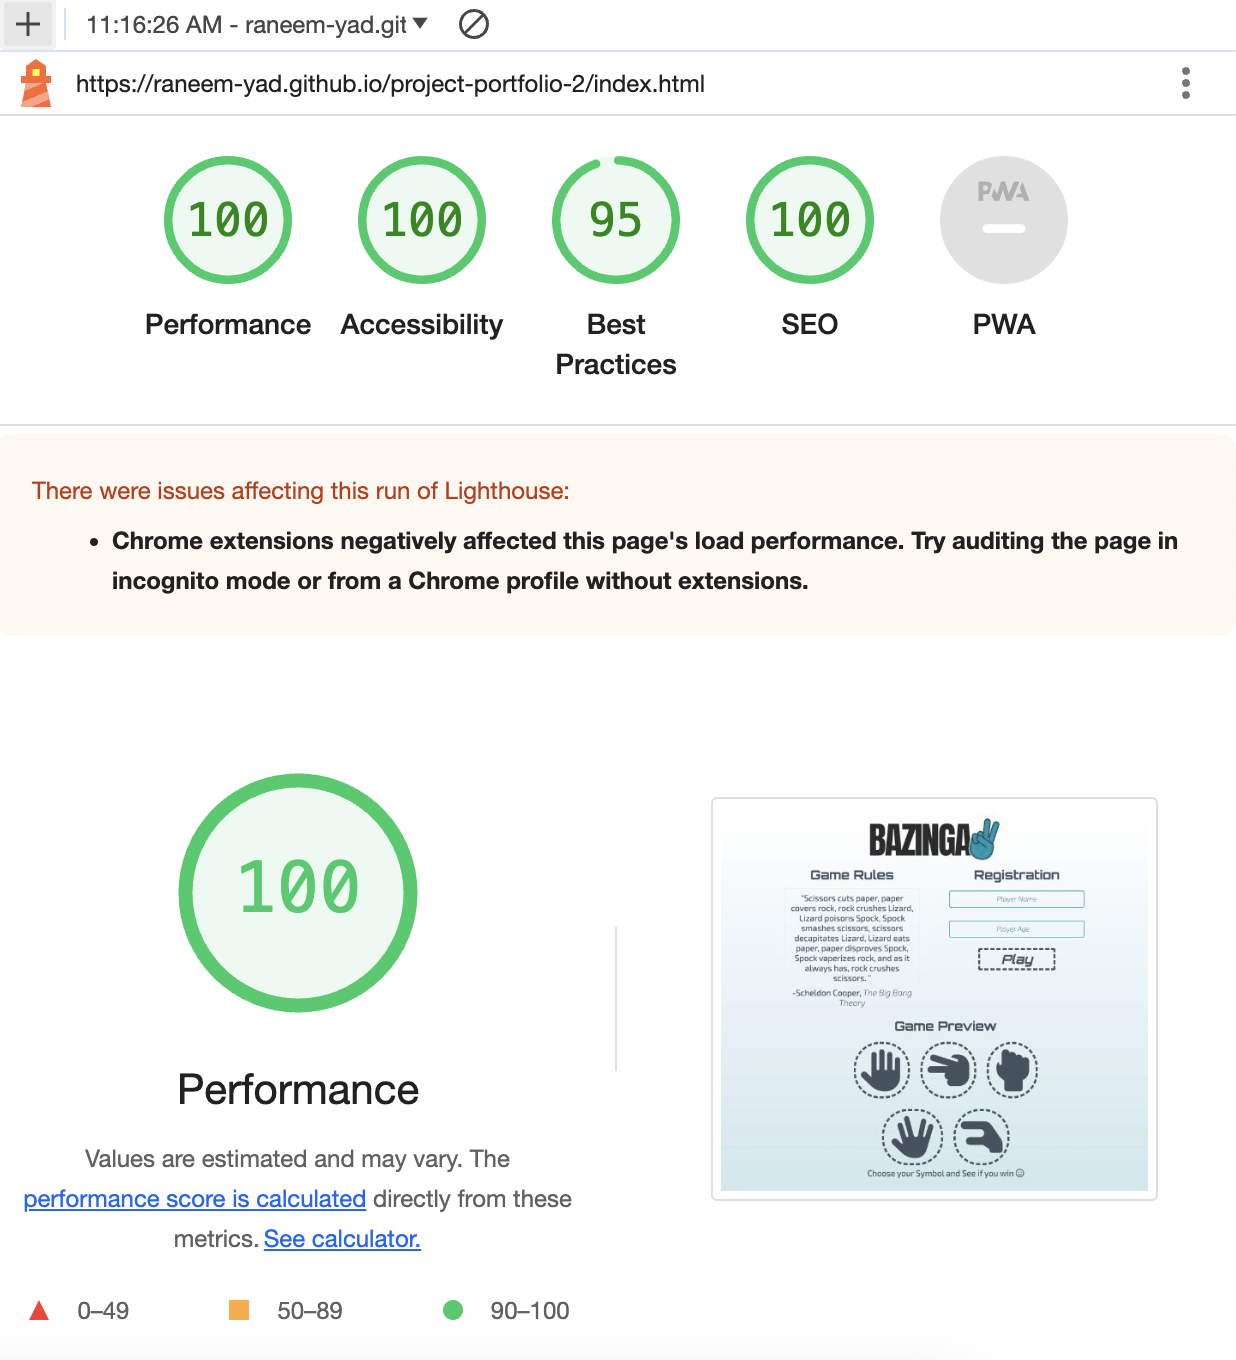 11:16:26 AM - raneem-yad.git
https://raneem-yad.github.io/project-portfolio-2/index.html
100
100
95
100
PWA
Performance
Accessibility
Best
Practices
SEO
PWA
There were issues affecting this run of Lighthouse:
Chrome extensions negatively affected this page's load performance. Try auditing the page in
incognito mode or from a Chrome profile without extensions.
100
Performance
Values are estimated and may vary. The
performance score is calculated directly from these
metrics. See calculator.
0–49
50–89
90–100
BAZINGA
Game Rules
"Scissors cuts paper, paper
covers rock, rock crushes Lizard,
Lizard poisons Spock, Spock
smashes scissors, scissors
decapitates Lizard, Lizard eats
paper, paper disproves Spock,
Spock vaperizes rock, and as it
always has, rock crushes
scissors. "
-Scheldon Cooper, The Big Bang
Theory
Registration
Player Name
Player Age
Play
Game Preview
Choose your Symbol and See if you win